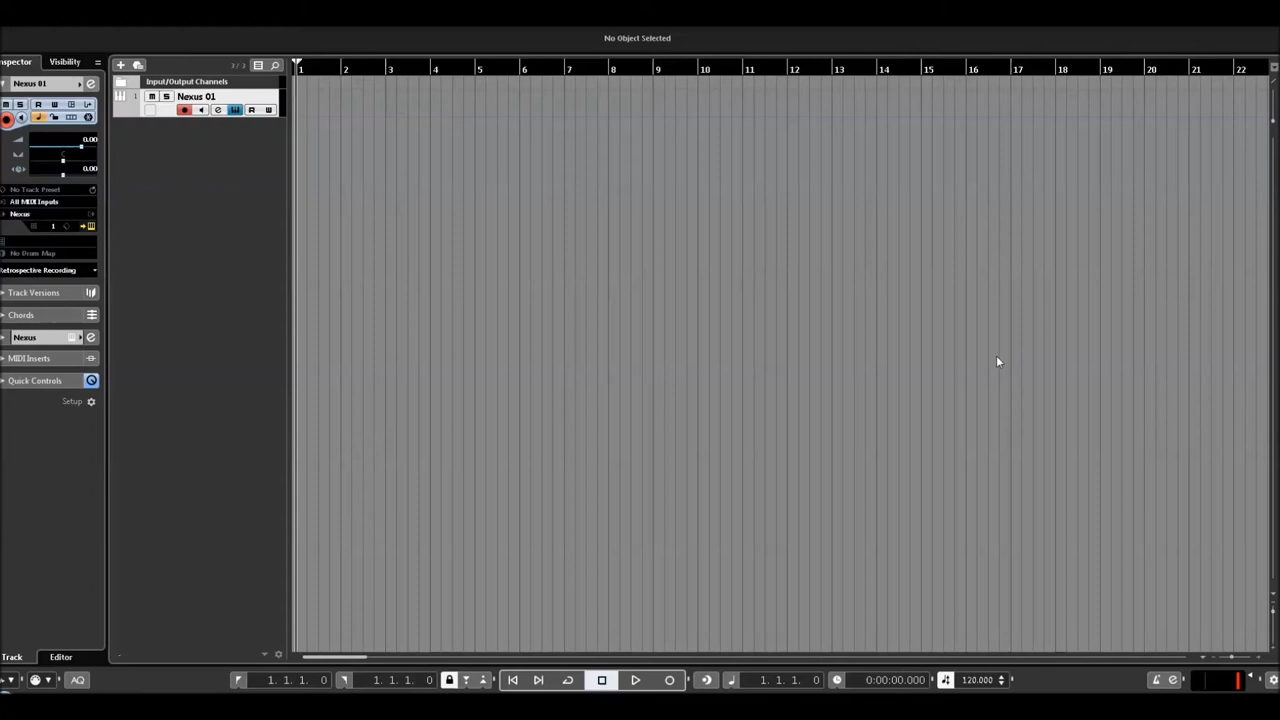 No Object Selected
nspector Visibility
Nexus 01
M S R W
0.00
C
0.00
No Track Preset
All MIDI Inputs
Nexus
1
No Drum Map
Retrospective Recording
Track Versions
Chords
Nexus
MIDI Inserts
Quick Controls
Setup
Track Editor
3 / 3
Input/Output Channels
1 M S Nexus 01
R W
1 2 3 4 5 6 7 8 9 10 11 12 13 14 15 16 17 18 19 20 21 22
AQ 1. 1. 1. 0 1. 1. 1. 0 1. 1. 1. 0 0:00:00.000 120.000